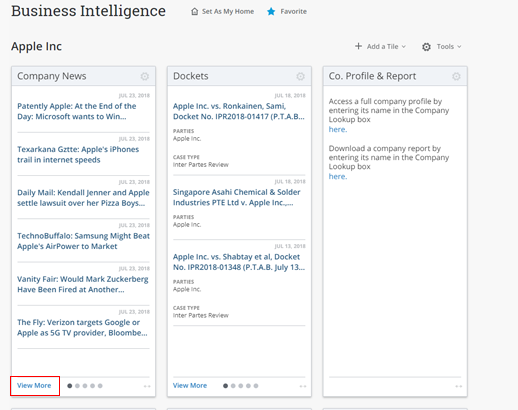 Business Intelligence
Set As My Home
Favorite
Apple Inc
Add a Tile
Tools
Company News
JUL 23, 2018
Patently Apple: At the End of the
Day: Microsoft wants to Win...
JUL 23, 2018
Texarkana Gztte: Apple's iPhones
trail in internet speeds
JUL 23, 2018
Daily Mail: Kendall Jenner and Apple
settle lawsuit over her Pizza Boys...
JUL 23, 2018
TechnoBuffalo: Samsung Might Beat
Apple's AirPower to Market
JUL 23, 2018
Vanity Fair: Would Mark Zuckerberg
Have Been Fired at Another...
JUL 23, 2018
The Fly: Verizon targets Google or
Apple as 5G TV provider, Bloombe...
View More
Dockets
JUL 18, 2018
Apple Inc. vs. Ronkainen, Sami,
Docket No. IPR2018-01417 (P.T.A.B...
PARTIES
Apple Inc.
CASE TYPE
Inter Partes Review
JUL 18, 2018
Singapore Asahi Chemical & Solder
Industries PTE Ltd v. Apple Inc.,...
PARTIES
Apple Inc.
JUL 13, 2018
Apple Inc. vs. Shabtay et al, Docket
No. IPR2018-01348 (P.T.A.B. July 13...
PARTIES
Apple Inc.
CASE TYPE
Inter Partes Review
View More
Co. Profile & Report
Access a full company profile by
entering its name in the Company
Lookup box
here.
Download a company report by
entering its name in the Company
Lookup box
here.